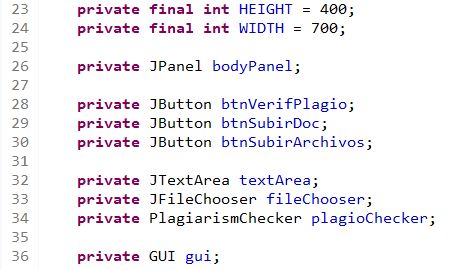 23 private final int HEIGHT = 400;
24 private final int WIDTH = 700;
25
26 private JPanel bodyPanel;
27
28 private JButton btnVerifPlagio;
29 private JButton btnSubirDoc;
30 private JButton btnSubirArchivos;
31
32 private JTextArea textArea;
33 private JFileChooser fileChooser;
34 private PlagiarismChecker plagioChecker;
35
36 private GUI gui;